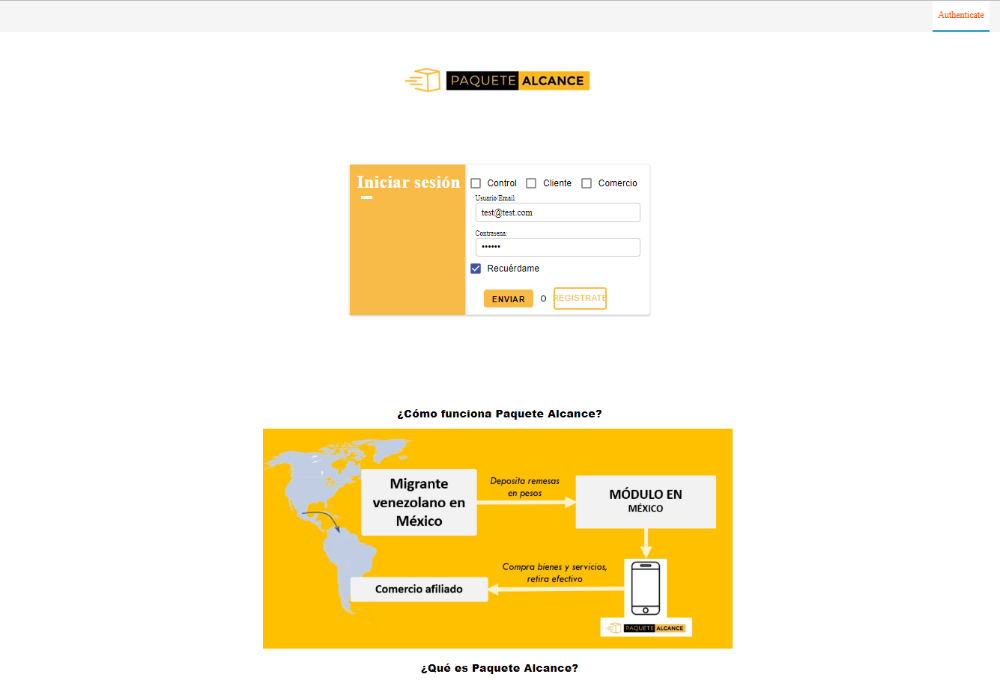 Authenticate
PAQUETE ALCANCE
Iniciar sesión
Control Cliente Comercio
Usuario/Email:
test@test.com
Contrasena:
••••••
Recuérdame
ENVIAR O REGISTRATE
¿Cómo funciona Paquete Alcance?
Migrante
venezolano en
México
Deposita remesas
en pesos
MÓDULO EN
MÉXICO
Compra bienes y servicios,
retira efectivo
Comercio afiliado
PAQUETE ALCANCE
¿Qué es Paquete Alcance?